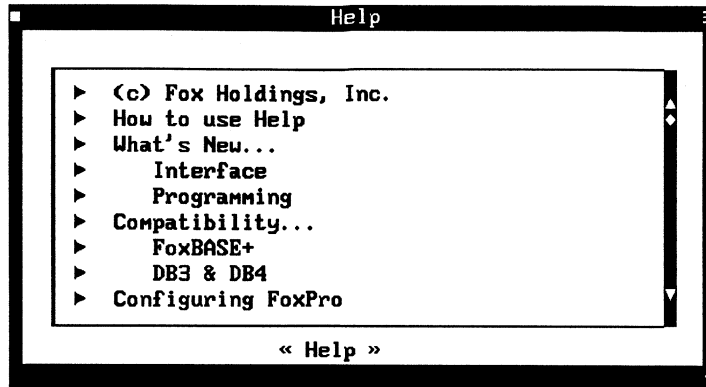 Help
(c) Fox Holdings, Inc.
How to use Help
What's New...
Interface
Programming
Compatibility...
FoxBASE+
DB3 & DB4
Configuring FoxPro
« Help »